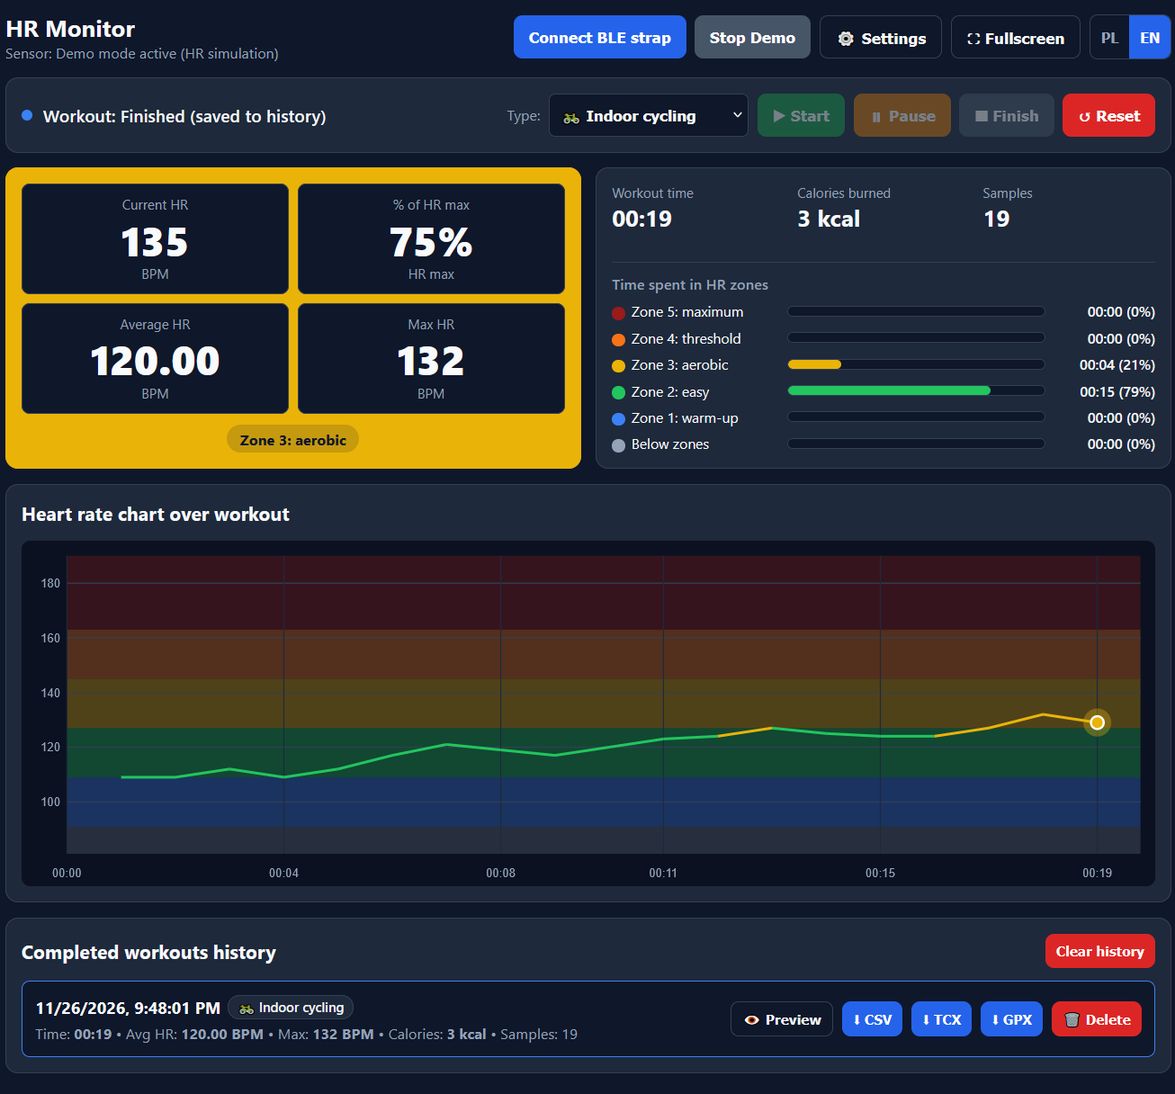 HR Monitor
Sensor: Demo mode active (HR simulation)
Connect BLE strap
Stop Demo
⚙ Settings
⛶ Fullscreen
PL
EN
Workout: Finished (saved to history)
Type:
🚲 Indoor cycling
▶ Start
⏸ Pause
⏹ Finish
↺ Reset
Current HR
135
BPM
% of HR max
75%
HR max
Average HR
120.00
BPM
Max HR
132
BPM
Zone 3: aerobic
Workout time
00:19
Calories burned
3 kcal
Samples
19
Time spent in HR zones
Zone 5: maximum 00:00 (0%)
Zone 4: threshold 00:00 (0%)
Zone 3: aerobic 00:04 (21%)
Zone 2: easy 00:15 (79%)
Zone 1: warm-up 00:00 (0%)
Below zones 00:00 (0%)
Heart rate chart over workout
180
160
140
120
100
00:00 00:04 00:08 00:11 00:15 00:19
Completed workouts history
Clear history
11/26/2026, 9:48:01 PM 🚲 Indoor cycling
Time: 00:19 • Avg HR: 120.00 BPM • Max: 132 BPM • Calories: 3 kcal • Samples: 19
👁 Preview
⬇ CSV
⬇ TCX
⬇ GPX
🗑 Delete